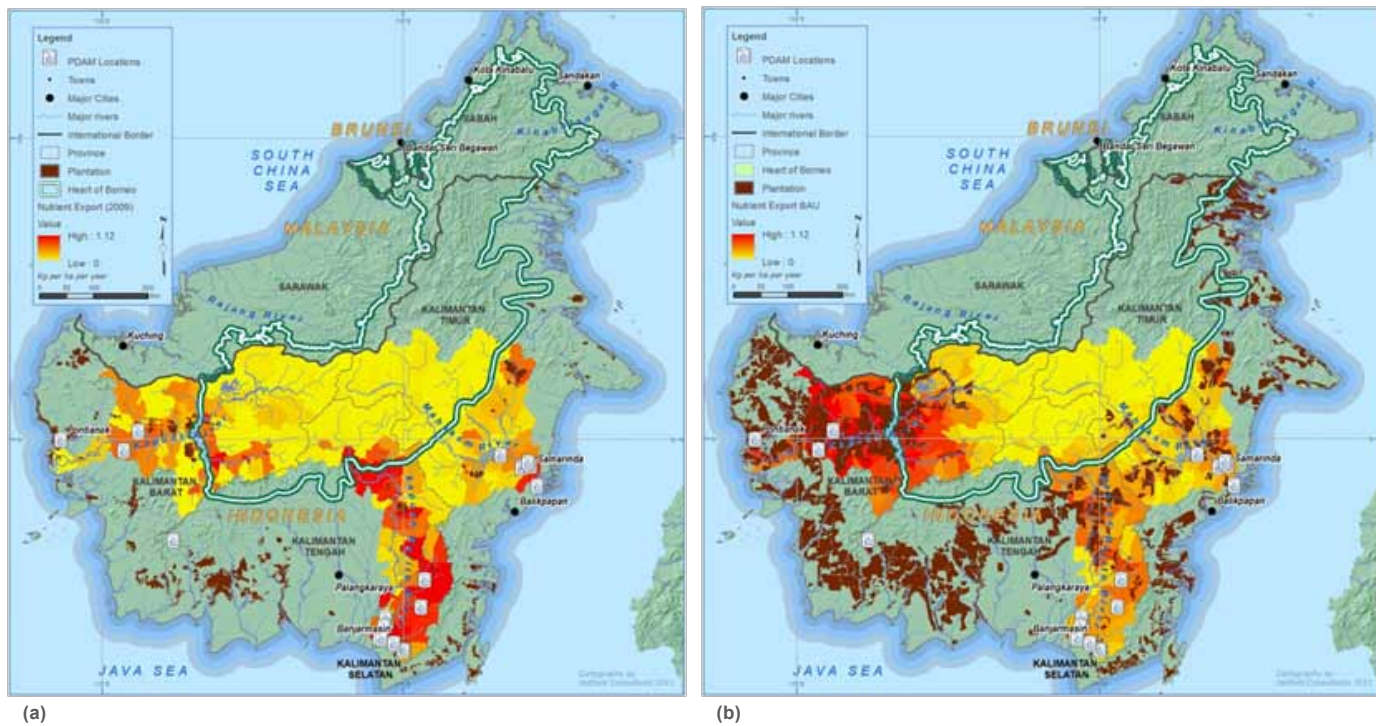 Legend
PDAM Locations
Towns
Major Cities
Major rivers
International Border
Province
Plantation
Heart of Borneo
Nutrient Export (2009)
Value
High : 1.12
Low : 0
Kg per ha per year
Kota Kinabalu
Sandakan
SABAH
BRUNEI
Bandar Seri Begawan
SOUTH
CHINA
SEA
MALAYSIA
SARAWAK
Rajang River
KALIMANTAN
TIMUR
Kuching
Pontianak
KALIMANTAN
BARAT
Samarinda
Balikpapan
INDONESIA
KALIMANTAN
TENGAH
Palangkaraya
Banjarmasin
KALIMANTAN
SELATAN
JAVA SEA
(a)
Legend
PDAM Locations
Towns
Major Cities
Major rivers
International Border
Province
Heart of Borneo
Plantation
Nutrient Export BAU
Value
High : 1.12
Low : 0
Kg per ha per year
Kota Kinabalu
Sandakan
SABAH
BRUNEI
Bandar Seri Begawan
SOUTH
CHINA
SEA
MALAYSIA
SARAWAK
Rajang River
KALIMANTAN
TIMUR
Kuching
Pontianak
KALIMANTAN
BARAT
Samarinda
Balikpapan
INDONESIA
KALIMANTAN
TENGAH
Palangkaraya
Banjarmasin
KALIMANTAN
SELATAN
JAVA SEA
(b)